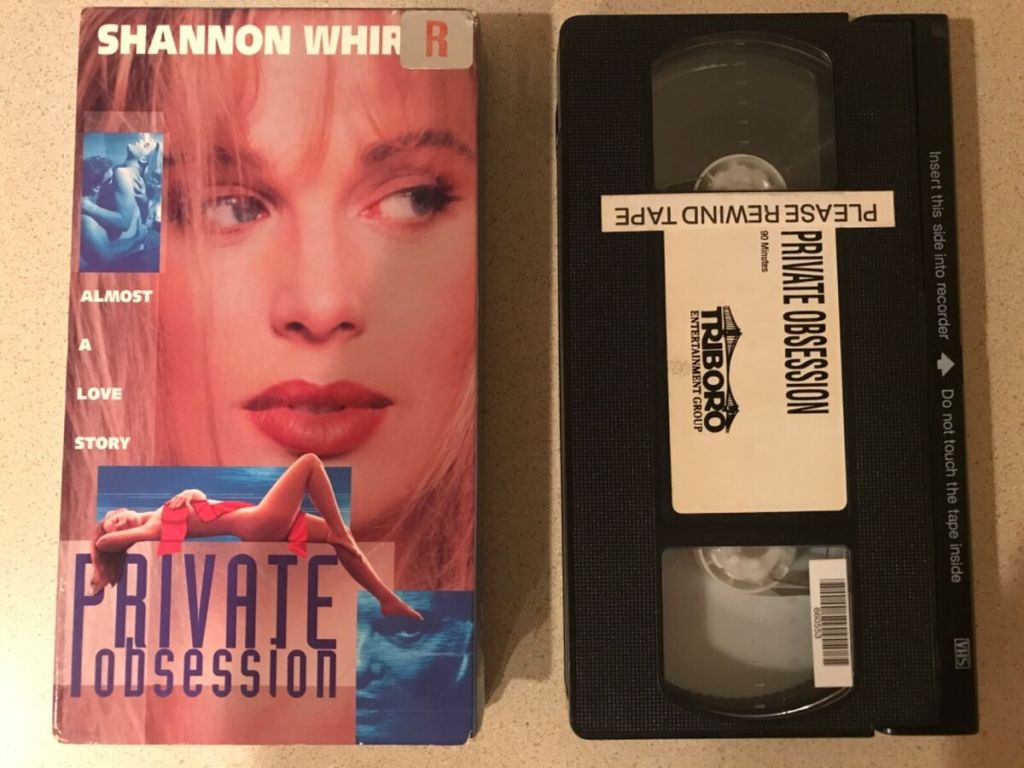 SHANNON WHIR
R
ALMOST
A
LOVE
STORY
PRIVATE
obsession
PLEASE REWIND TAPE
PRIVATE OBSESSION
90 Minutes
TRIBORO
ENTERTAINMENT GROUP
660553
Insert this side into recorder Do not touch the tape inside
VHS